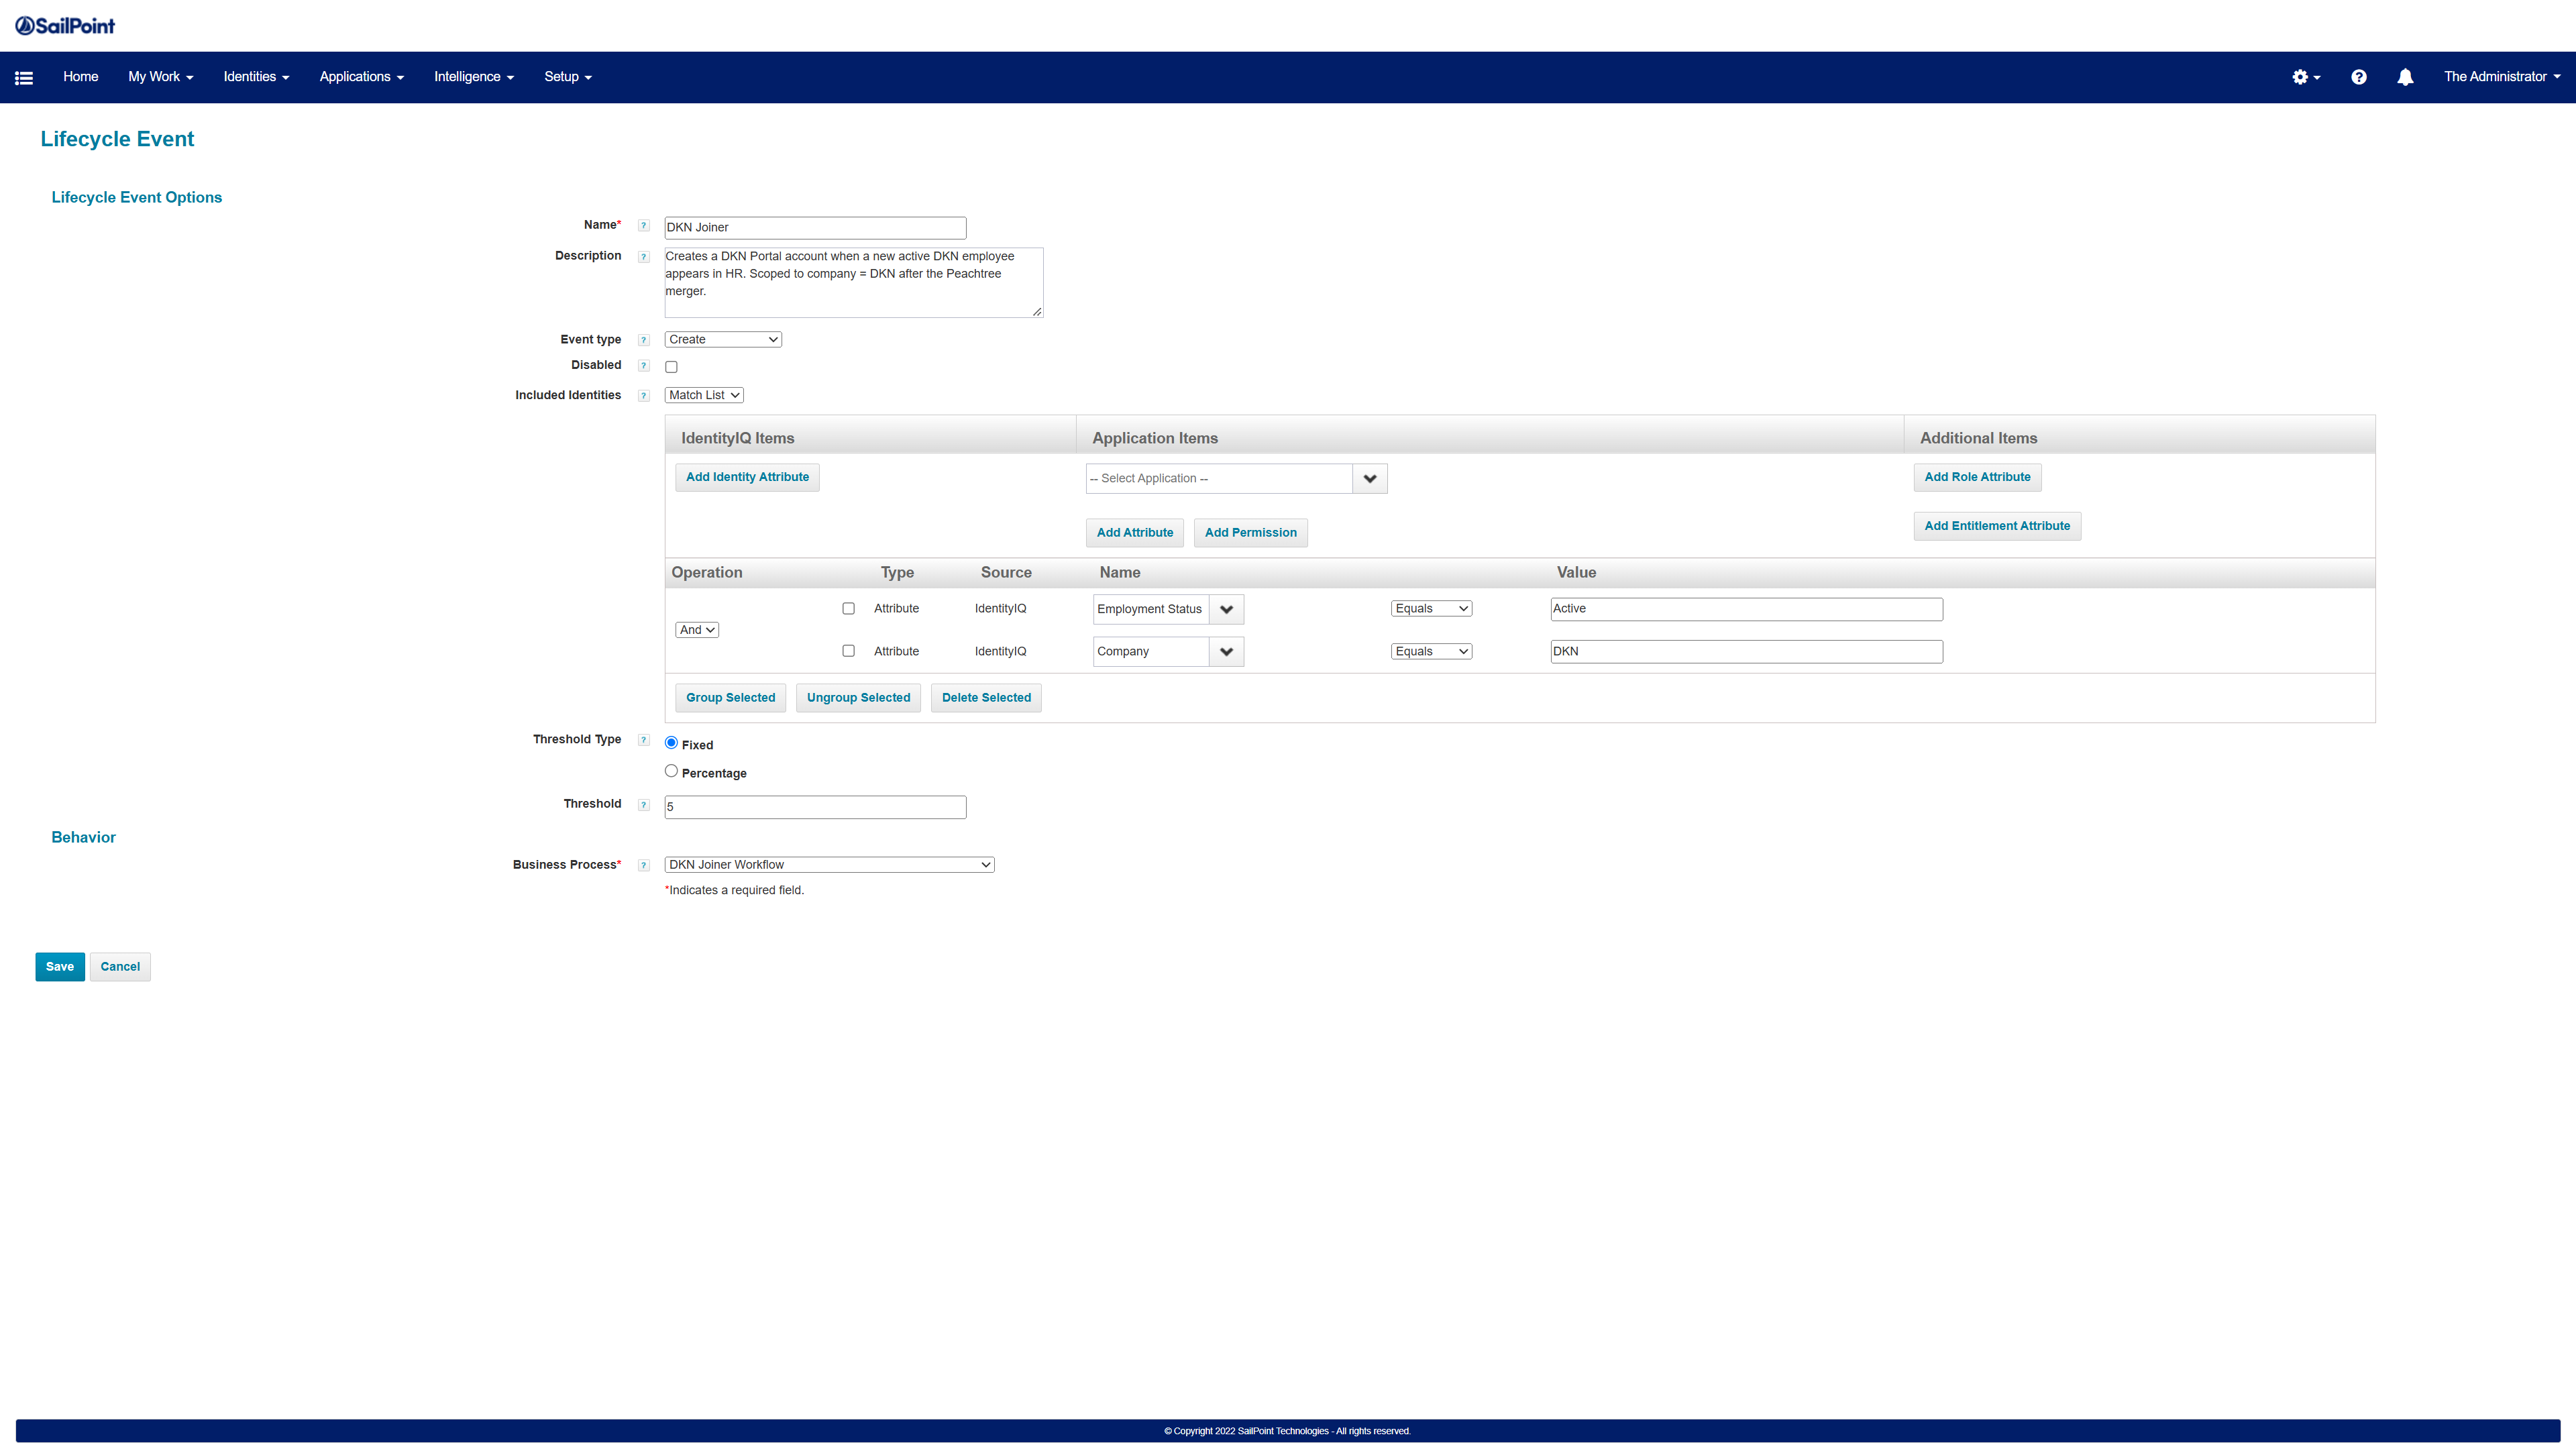 SailPoint
Home My Work Identities Applications Intelligence Setup The Administrator
Lifecycle Event
Lifecycle Event Options
Name* ? DKN Joiner
Description ? Creates a DKN Portal account when a new active DKN employee
appears in HR. Scoped to company = DKN after the Peachtree
merger.
Event type ? Create
Disabled ?
Included Identities ? Match List
IdentityIQ Items Application Items Additional Items
Add Identity Attribute -- Select Application -- Add Role Attribute
Add Attribute Add Permission Add Entitlement Attribute
Operation Type Source Name Value
Attribute IdentityIQ Employment Status Equals Active
And
Attribute IdentityIQ Company Equals DKN
Group Selected Ungroup Selected Delete Selected
Threshold Type ? Fixed
Percentage
Threshold ? 5
Behavior
Business Process* ? DKN Joiner Workflow
*Indicates a required field.
Save Cancel
© Copyright 2022 SailPoint Technologies - All rights reserved.